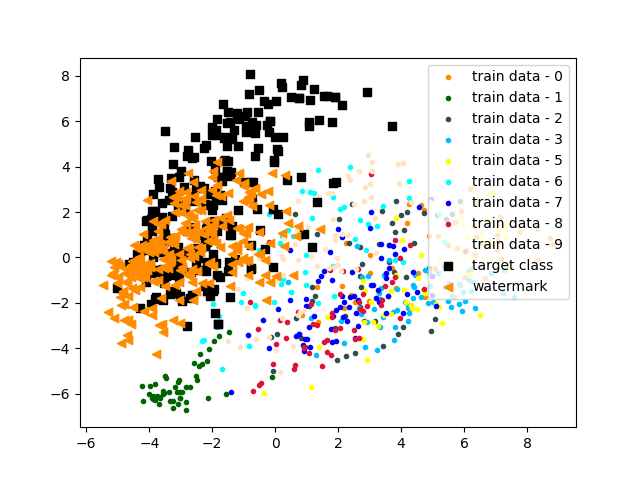 8
6
4
2
0
−2
−4
−6
−6
−4
−2
0
2
4
6
8
train data - 0
train data - 1
train data - 2
train data - 3
train data - 5
train data - 6
train data - 7
train data - 8
train data - 9
target class
watermark